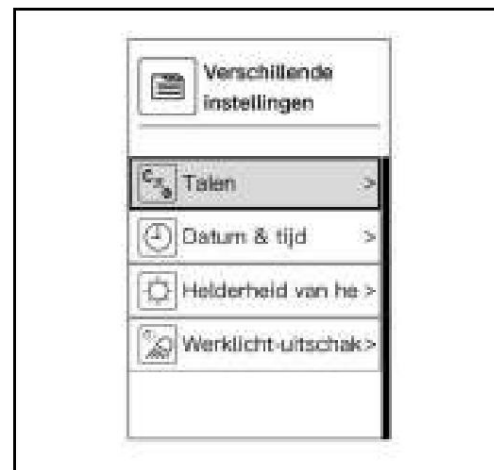 Verschillende
instellingen
Talen >
Datum & tijd >
Helderheid van he >
Werklicht-uitschak >